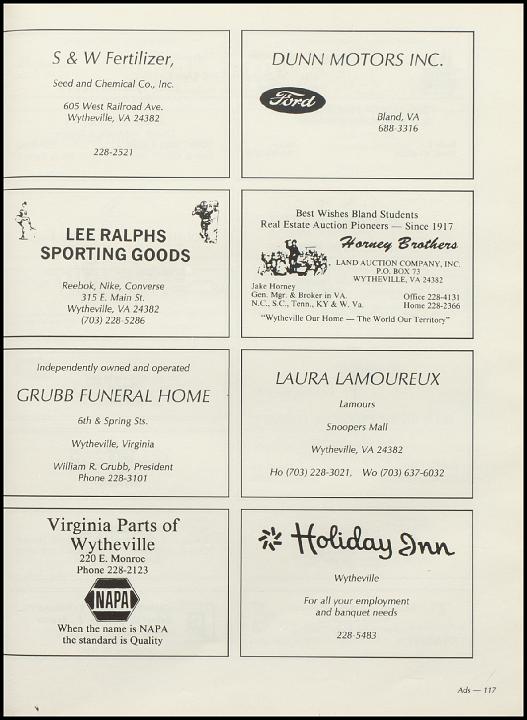 S & W Fertilizer,
Seed and Chemical Co., Inc.
605 West Railroad Ave.
Wytheville, VA 24382
228-2521
DUNN MOTORS INC.
Ford
Bland, VA
688-3316
LEE RALPHS
SPORTING GOODS
Reebok, Nike, Converse
315 E. Main St.
Wytheville, VA 24382
(703) 228-5286
Best Wishes Bland Students
Real Estate Auction Pioneers — Since 1917
Horney Brothers
LAND AUCTION COMPANY, INC.
P.O. BOX 73
WYTHEVILLE, VA 24382
Jake Horney
Gen. Mgr. & Broker in VA.
N.C., S.C., Tenn., KY & W. Va.
Office 228-4131
Home 228-2366
"Wytheville Our Home — The World Our Territory"
Independently owned and operated
GRUBB FUNERAL HOME
6th & Spring Sts.
Wytheville, Virginia
William R. Grubb, President
Phone 228-3101
LAURA LAMOUREUX
Lamours
Snoopers Mall
Wytheville, VA 24382
Ho (703) 228-3021, Wo (703) 637-6032
Virginia Parts of
Wytheville
220 E. Monroe
Phone 228-2123
NAPA
When the name is NAPA
the standard is Quality
Holiday Inn
Wytheville
For all your employment
and banquet needs
228-5483
Ads — 117